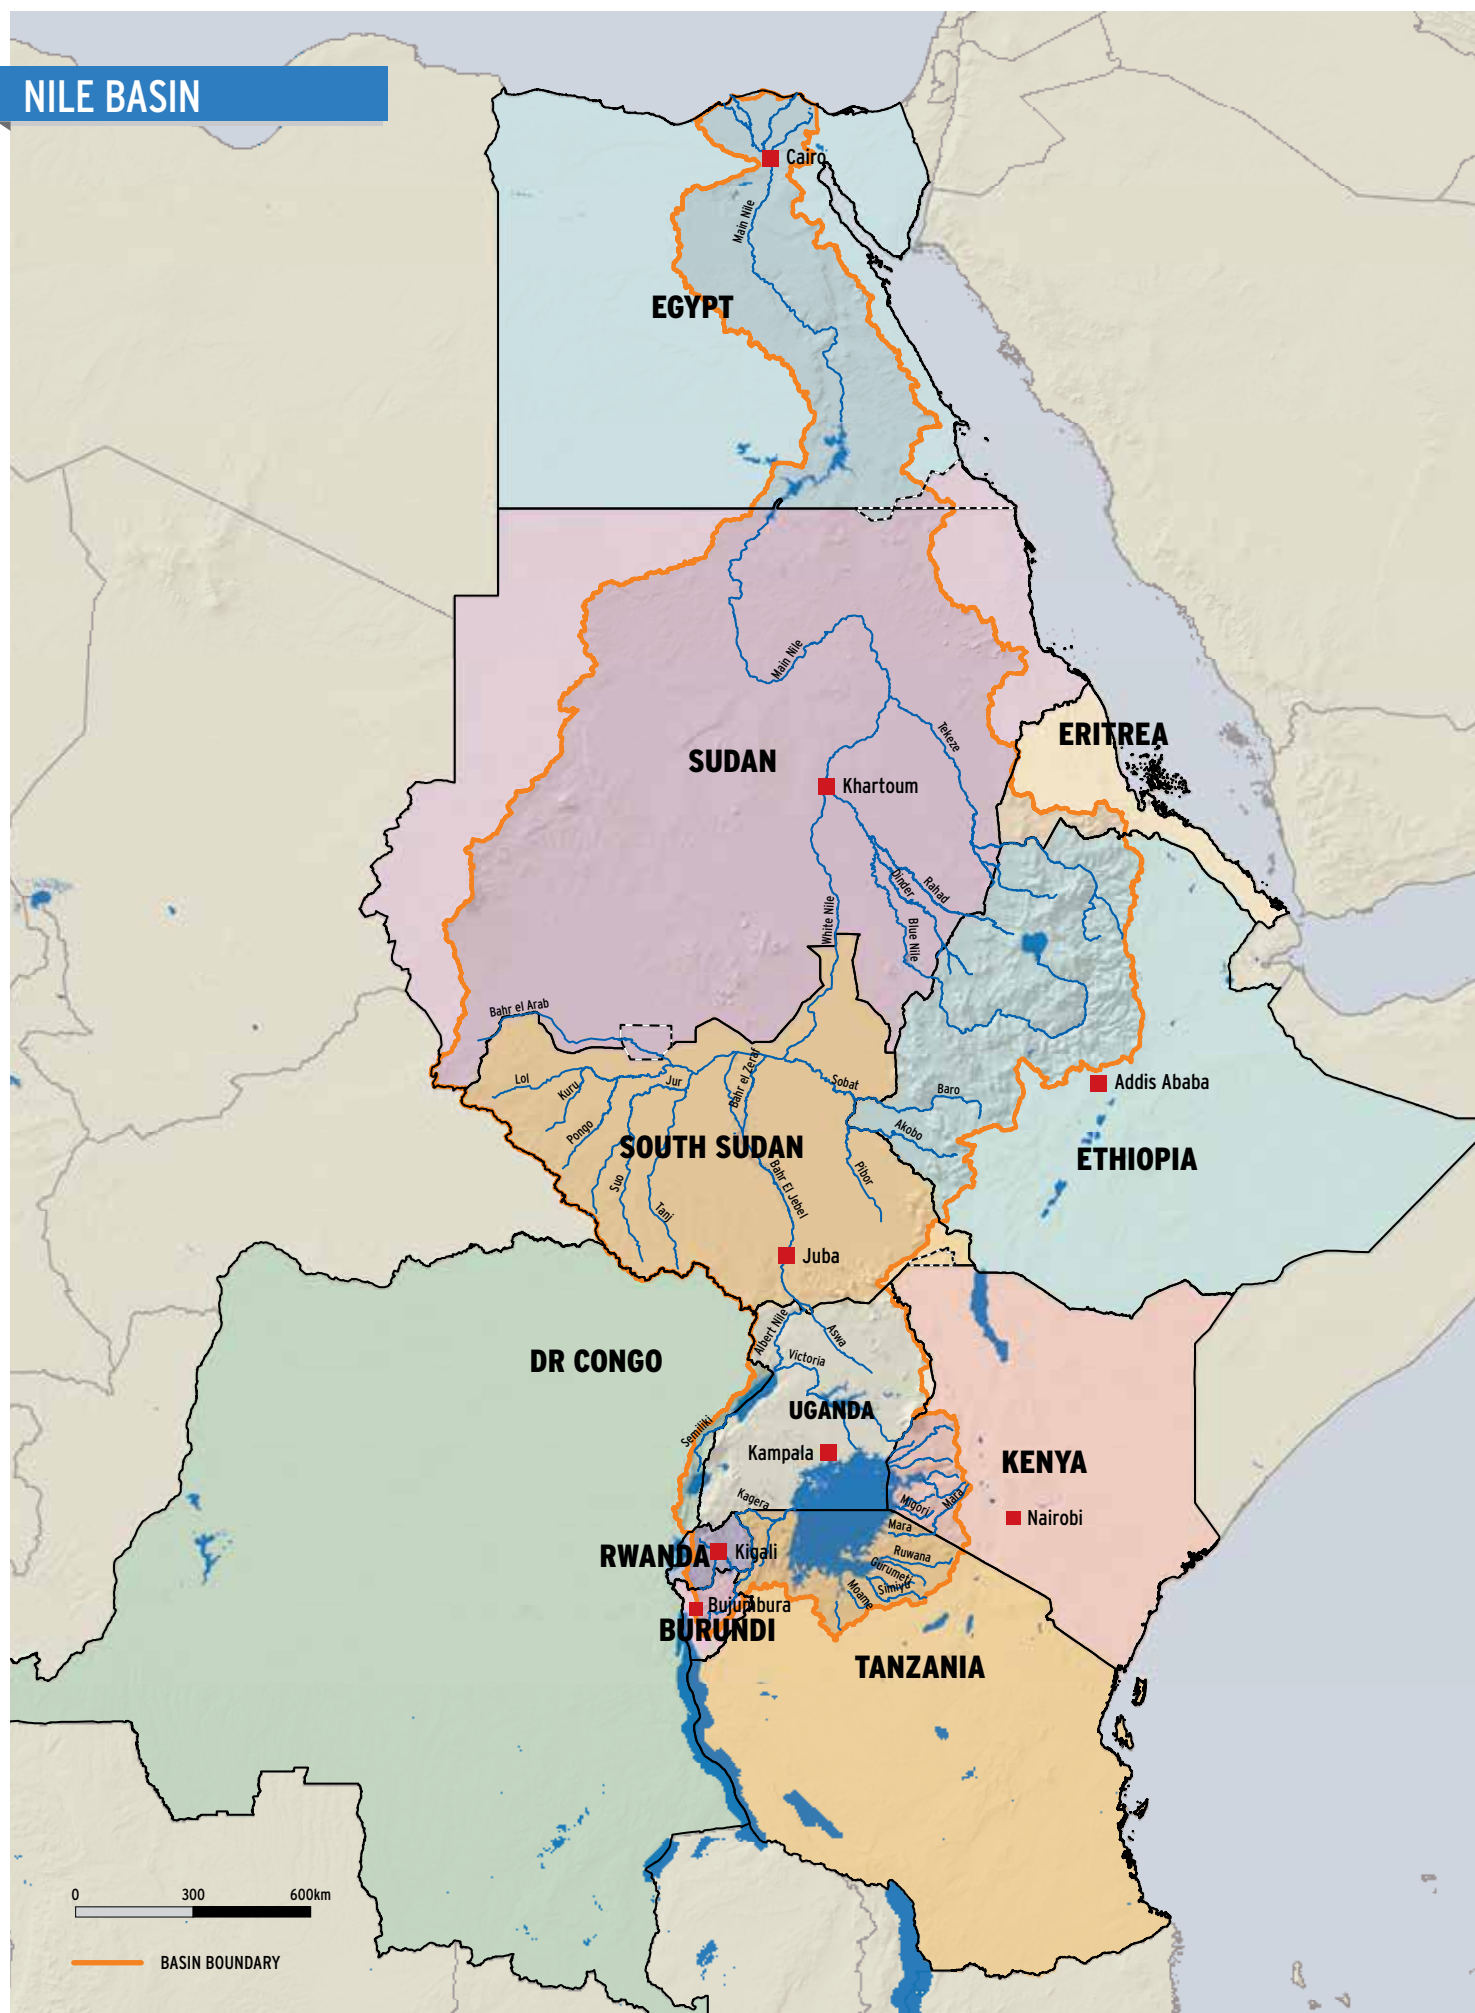 NILE BASIN
Cairo
Main Nile
EGYPT
Main Nile
Tekeze
ERITREA
SUDAN
Khartoum
Dinder
Rahad
White Nile
Blue Nile
Bahr el Arab
Lol
Kuru
Jur
Bahr el Zeraf
Sobat
Baro
Addis Ababa
Pongo
Akobo
SOUTH SUDAN
ETHIOPIA
Suo
Bahr El Jebel
Pibor
Tanj
Juba
Albert Nile
Aswa
DR CONGO
Victoria
UGANDA
Semiliki
Kampala
KENYA
Kagera
Migori
Mara
Nairobi
Mara
RWANDA
Kigali
Ruwana
Gurumeti
Simiyu
Moame
Bujumbura
BURUNDI
TANZANIA
0 300 600km
BASIN BOUNDARY